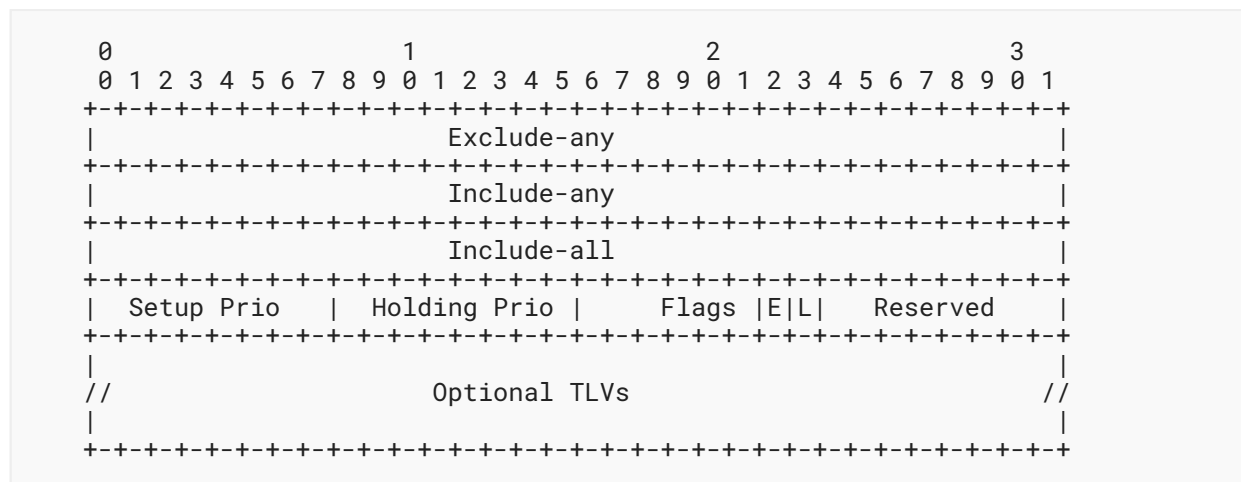 0                   1                   2                   3
 0 1 2 3 4 5 6 7 8 9 0 1 2 3 4 5 6 7 8 9 0 1 2 3 4 5 6 7 8 9 0 1
+-+-+-+-+-+-+-+-+-+-+-+-+-+-+-+-+-+-+-+-+-+-+-+-+-+-+-+-+-+-+-+-+
|                       Exclude-any                             |
+-+-+-+-+-+-+-+-+-+-+-+-+-+-+-+-+-+-+-+-+-+-+-+-+-+-+-+-+-+-+-+-+
|                       Include-any                             |
+-+-+-+-+-+-+-+-+-+-+-+-+-+-+-+-+-+-+-+-+-+-+-+-+-+-+-+-+-+-+-+-+
|                       Include-all                             |
+-+-+-+-+-+-+-+-+-+-+-+-+-+-+-+-+-+-+-+-+-+-+-+-+-+-+-+-+-+-+-+-+
|  Setup Prio   |  Holding Prio |     Flags |E|L|   Reserved    |
+-+-+-+-+-+-+-+-+-+-+-+-+-+-+-+-+-+-+-+-+-+-+-+-+-+-+-+-+-+-+-+-+
|                                                               |
//                     Optional TLVs                           //
|                                                               |
+-+-+-+-+-+-+-+-+-+-+-+-+-+-+-+-+-+-+-+-+-+-+-+-+-+-+-+-+-+-+-+-+